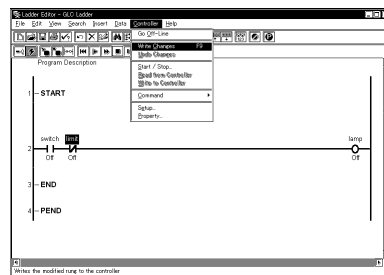 Ladder Editor - GLC Ladder
File Edit View Search Insert Data Controller Help
Go Off-Line
Write Changes F9
Undo Changes
Start / Stop...
Read from Controller
Write to Controller
Command
Setup...
Property...
Program Description
1 START
switch limit lamp
2
Off Off Off
3 END
4 PEND
Writes the modified rung to the controller